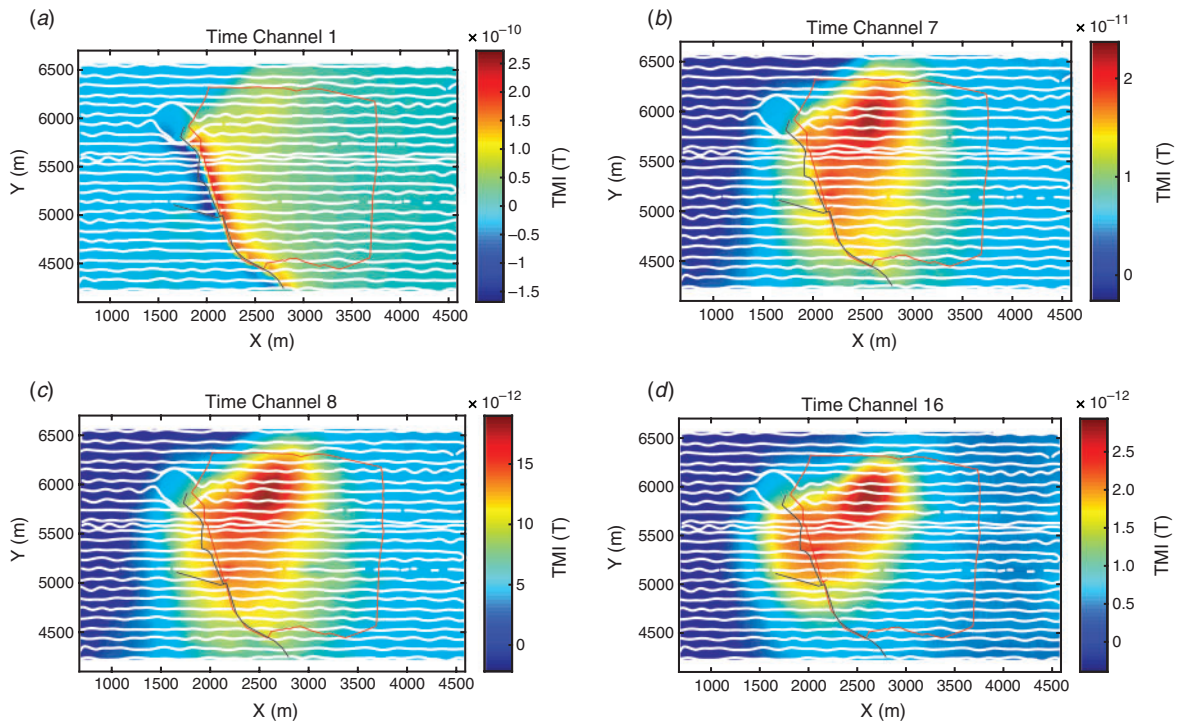 (a)
Time Channel 1
× 10⁻¹⁰
6500
6000
5500
5000
4500
Y (m)
1000 1500 2000 2500 3000 3500 4000 4500
X (m)
2.5
2.0
1.5
1.0
0.5
0
−0.5
−1.0
−1.5
TMI (T)
(b)
Time Channel 7
× 10⁻¹¹
6500
6000
5500
5000
4500
Y (m)
1000 1500 2000 2500 3000 3500 4000 4500
X (m)
2
1
0
TMI (T)
(c)
Time Channel 8
× 10⁻¹²
6500
6000
5500
5000
4500
Y (m)
1000 1500 2000 2500 3000 3500 4000 4500
X (m)
15
10
5
0
TMI (T)
(d)
Time Channel 16
× 10⁻¹²
6500
6000
5500
5000
4500
Y (m)
1000 1500 2000 2500 3000 3500 4000 4500
X (m)
2.5
2.0
1.5
1.0
0.5
0
TMI (T)